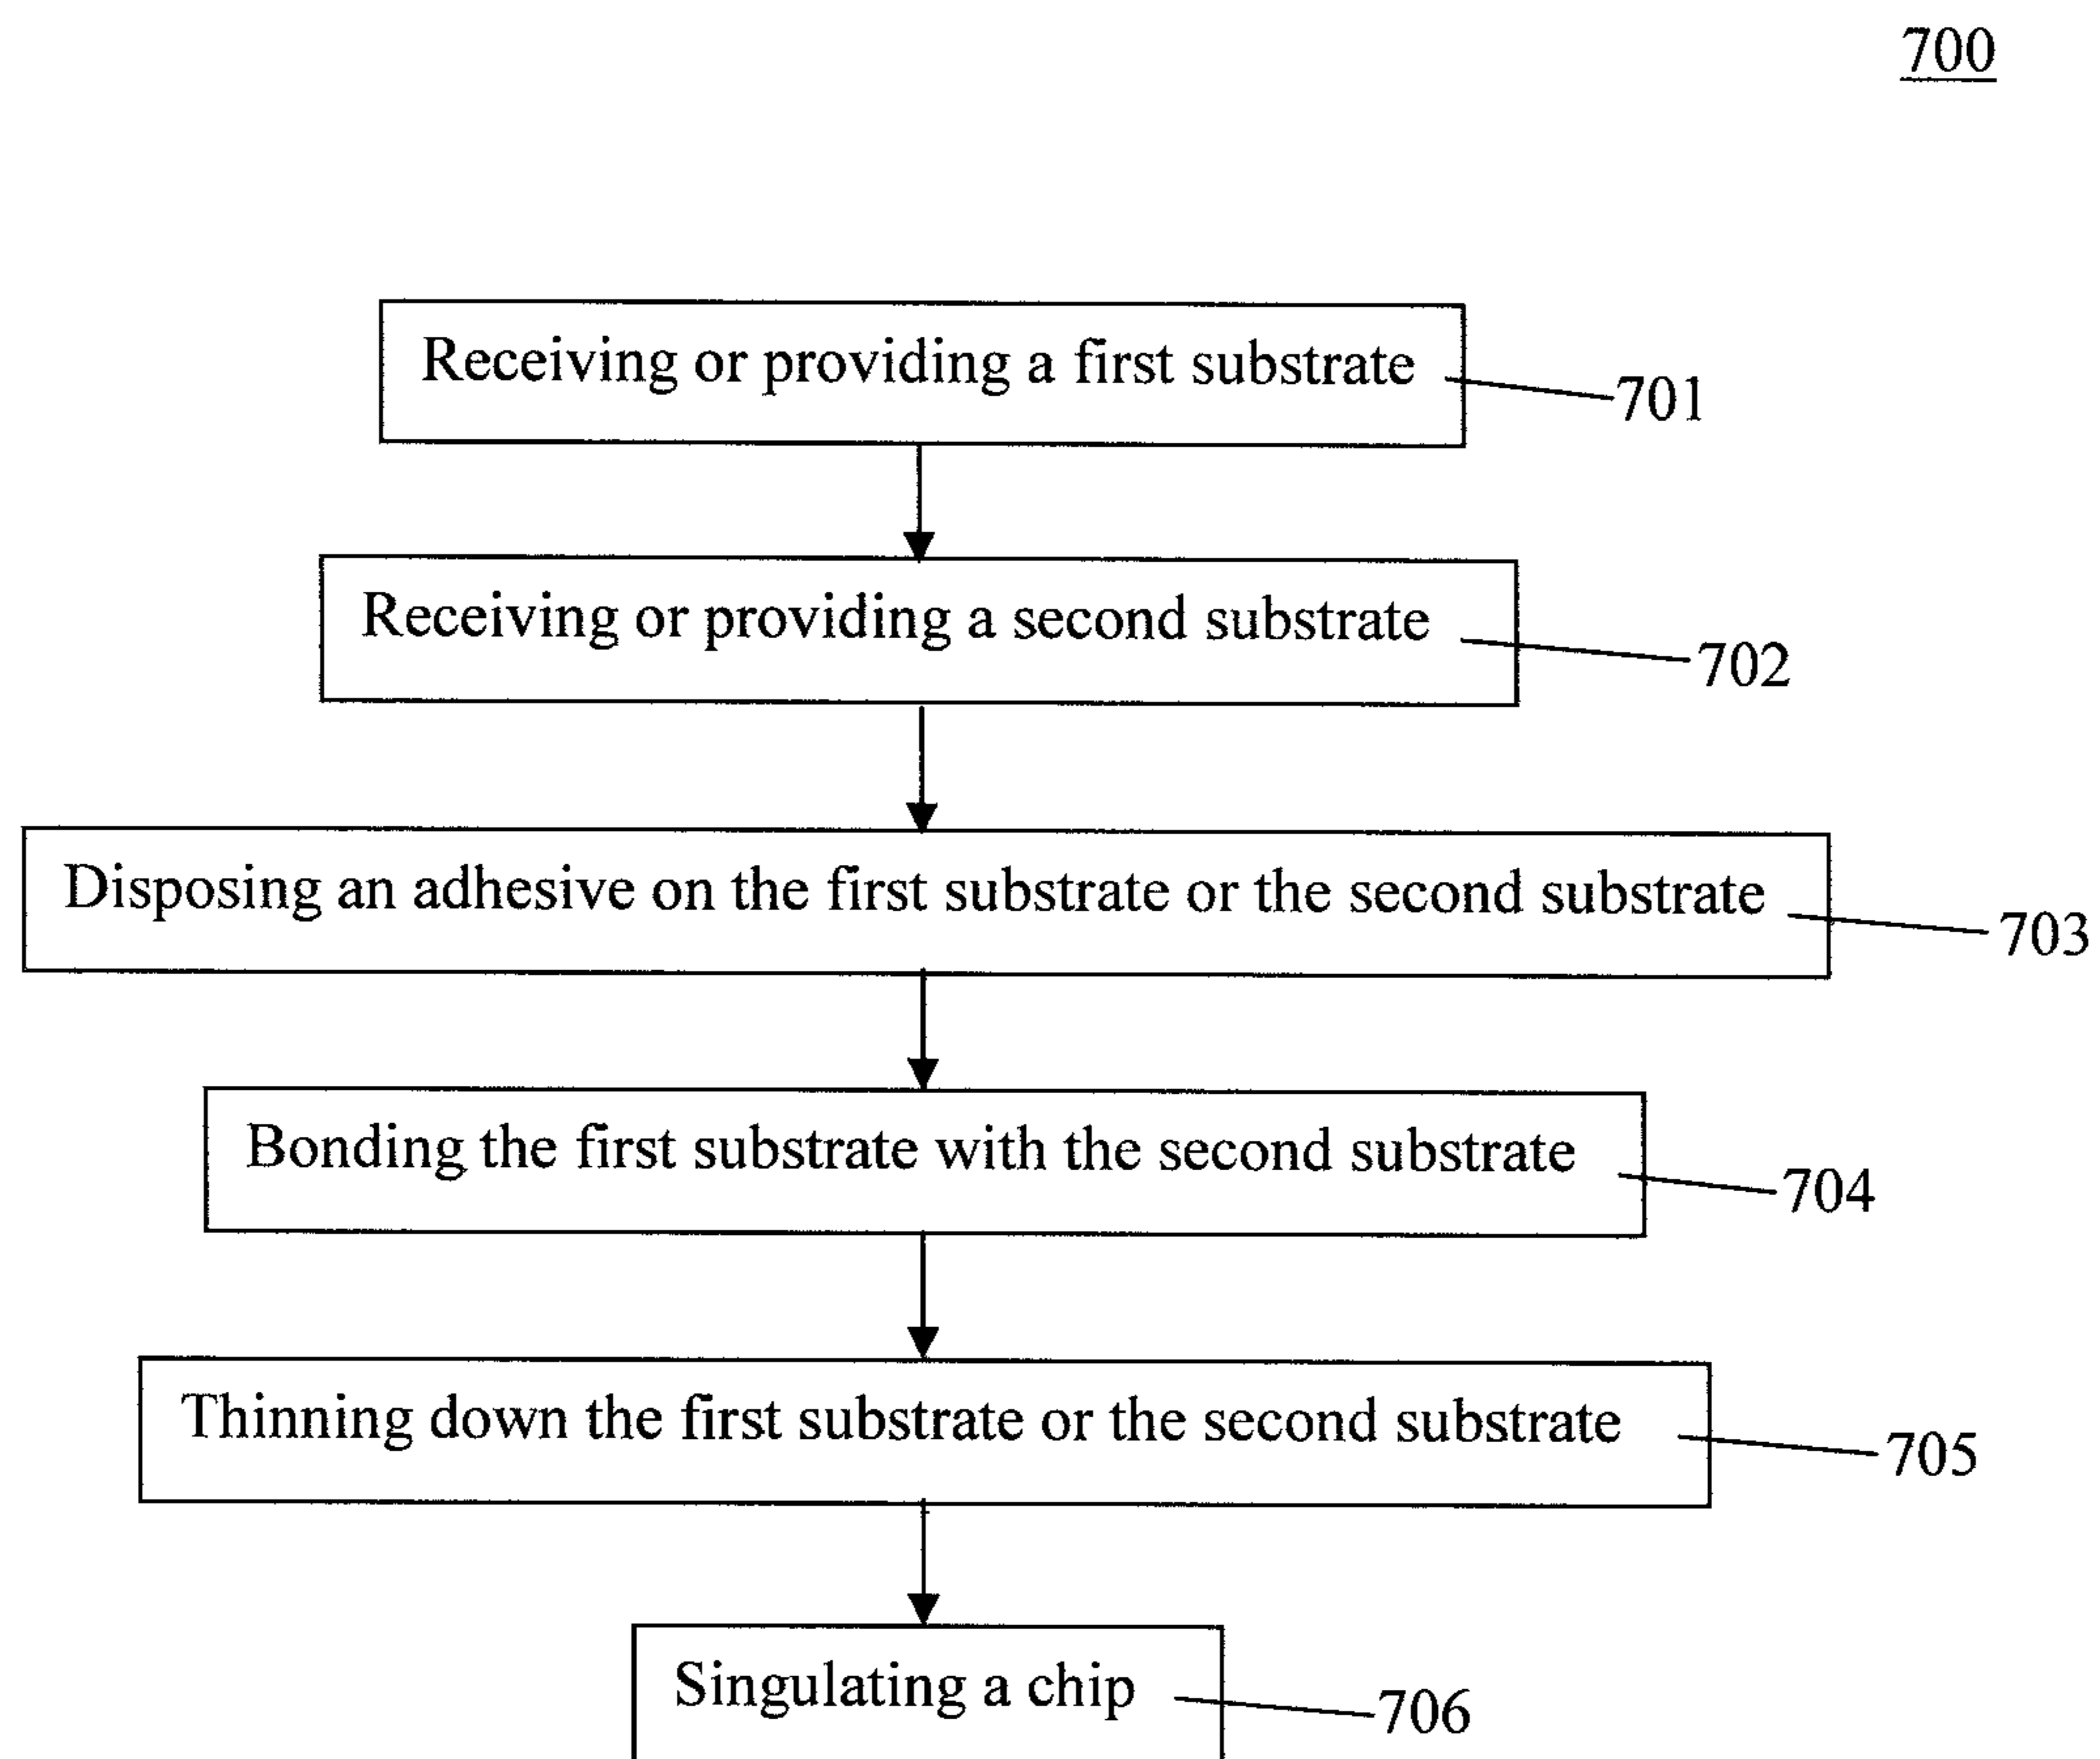 700
Receiving or providing a first substrate
701
Receiving or providing a second substrate
702
Disposing an adhesive on the first substrate or the second substrate
703
Bonding the first substrate with the second substrate
704
Thinning down the first substrate or the second substrate
705
Singulating a chip
706